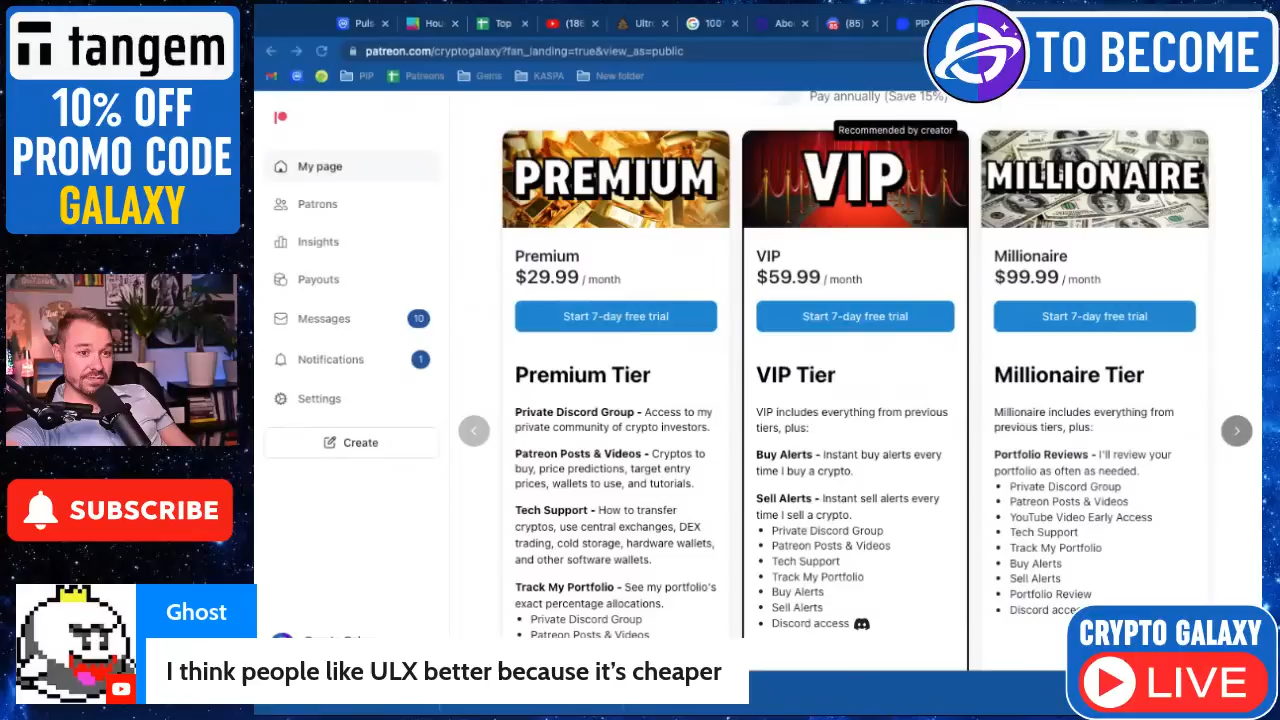 tangem
10% OFF
PROMO CODE
GALAXY
Puls
Hou
Top
(18
Ultr
100
Abo
(85)
PIP
patreon.com/cryptogalaxy?fan_landing=true&view_as=public
PIP
Patreons
Gems
KASPA
New folder
TO BECOME
Pay annually (Save 15%)
My page
Patrons
Insights
Payouts
Messages 10
Notifications 1
Settings
Create
Recommended by creator
PREMIUM
Premium
$29.99 / month
Start 7-day free trial
Premium Tier
Private Discord Group - Access to my
private community of crypto investors.
Patreon Posts & Videos - Cryptos to
buy, price predictions, target entry
prices, wallets to use, and tutorials.
Tech Support - How to transfer
cryptos, use central exchanges, DEX
trading, cold storage, hardware wallets,
and other software wallets.
Track My Portfolio - See my portfolio's
exact percentage allocations.
• Private Discord Group
• Patreon Posts & Videos
VIP
VIP
$59.99 / month
Start 7-day free trial
VIP Tier
VIP includes everything from previous
tiers, plus:
Buy Alerts - Instant buy alerts every
time I buy a crypto.
Sell Alerts - Instant sell alerts every
time I sell a crypto.
• Private Discord Group
• Patreon Posts & Videos
• Tech Support
• Track My Portfolio
• Buy Alerts
• Sell Alerts
• Discord access
MILLIONAIRE
Millionaire
$99.99 / month
Start 7-day free trial
Millionaire Tier
Millionaire includes everything from
previous tiers, plus:
Portfolio Reviews - I'll review your
portfolio as often as needed.
• Private Discord Group
• Patreon Posts & Videos
• YouTube Video Early Access
• Tech Support
• Track My Portfolio
• Buy Alerts
• Sell Alerts
• Portfolio Review
• Discord acce
SUBSCRIBE
Ghost
I think people like ULX better because it's cheaper
CRYPTO GALAXY
LIVE